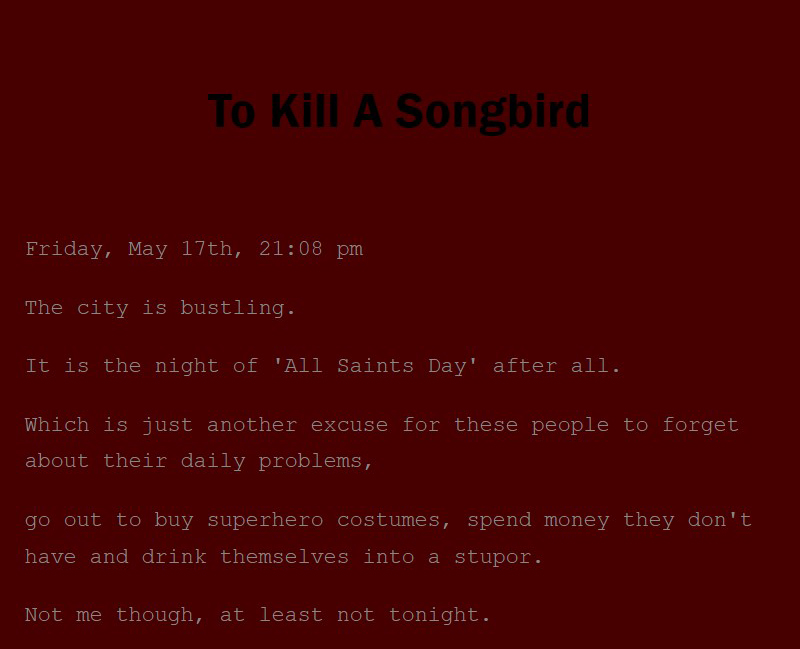 To Kill A Songbird
Friday, May 17th, 21:08 pm
The city is bustling.
It is the night of 'All Saints Day' after all.
Which is just another excuse for these people to forget
about their daily problems,
go out to buy superhero costumes, spend money they don't
have and drink themselves into a stupor.
Not me though, at least not tonight.